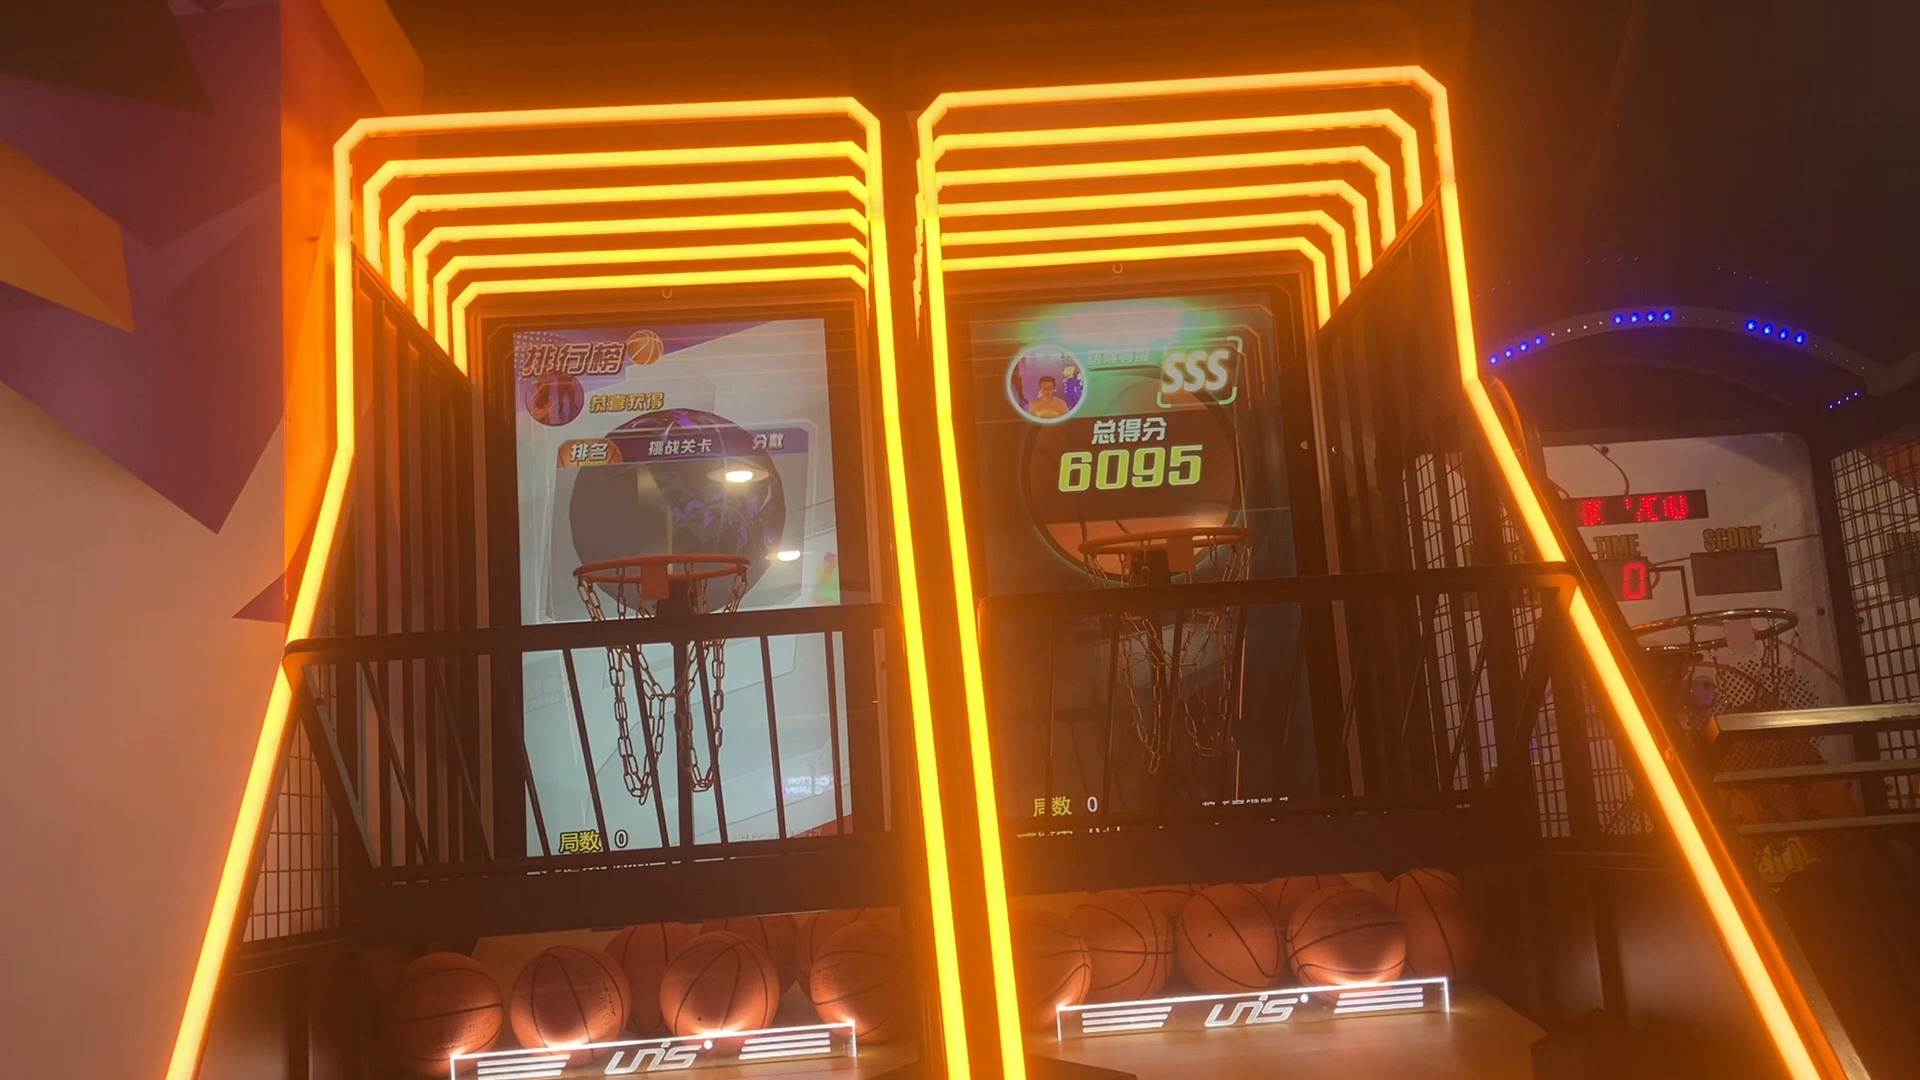 排行榜
恭喜获得
排名 挑战关卡 分数
局数 0
SSS
总得分
6095
局数 0
TIME
SCORE
0
UNIS
UNIS